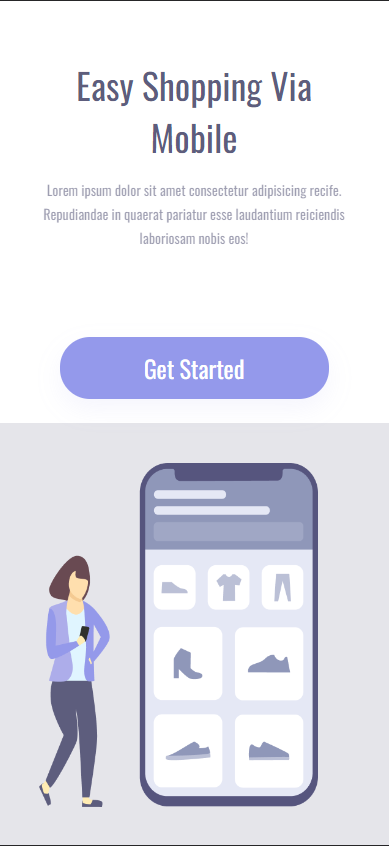 Easy Shopping Via
Mobile
Lorem ipsum dolor sit amet consectetur adipisicing recife.
Repudiandae in quaerat pariatur esse laudantium reiciendis
laboriosam nobis eos!
Get Started